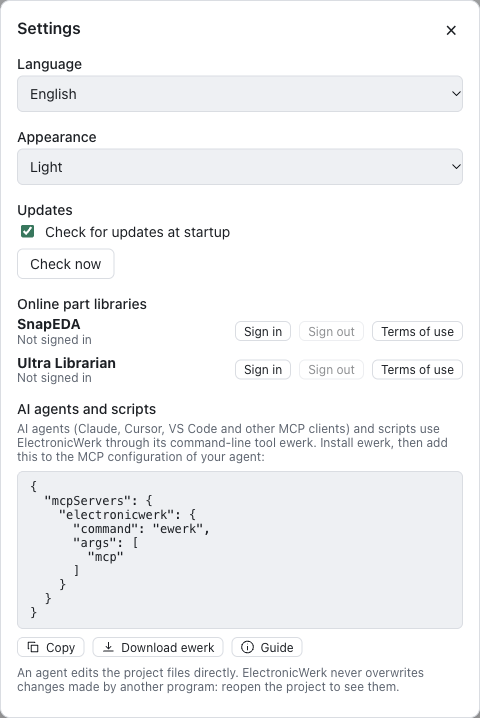 Settings
Language
English
Appearance
Light
Updates
Check for updates at startup
Check now
Online part libraries
SnapEDA
Not signed in
Sign in Sign out Terms of use
Ultra Librarian
Not signed in
Sign in Sign out Terms of use
AI agents and scripts
AI agents (Claude, Cursor, VS Code and other MCP clients) and scripts use
ElectronicWerk through its command-line tool ewerk. Install ewerk, then add
this to the MCP configuration of your agent:
{
  "mcpServers": {
    "electronicwerk": {
      "command": "ewerk",
      "args": [
        "mcp"
      ]
    }
  }
}
Copy Download ewerk Guide
An agent edits the project files directly. ElectronicWerk never overwrites
changes made by another program: reopen the project to see them.